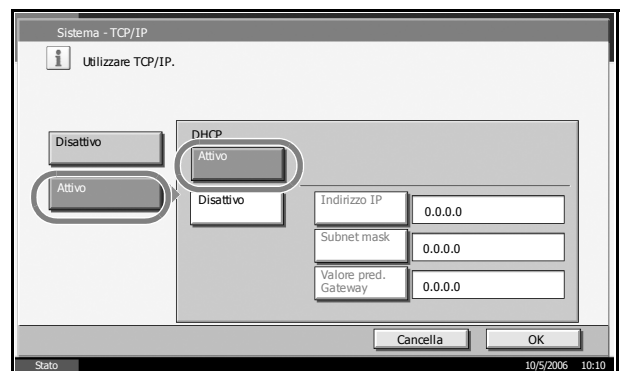 Sistema - TCP/IP
Utilizzare TCP/IP.
Disattivo
Attivo
DHCP
Attivo
Disattivo
Indirizzo IP
0.0.0.0
Subnet mask
0.0.0.0
Valore pred.
Gateway
0.0.0.0
Cancella
OK
Stato
10/5/2006 10:10